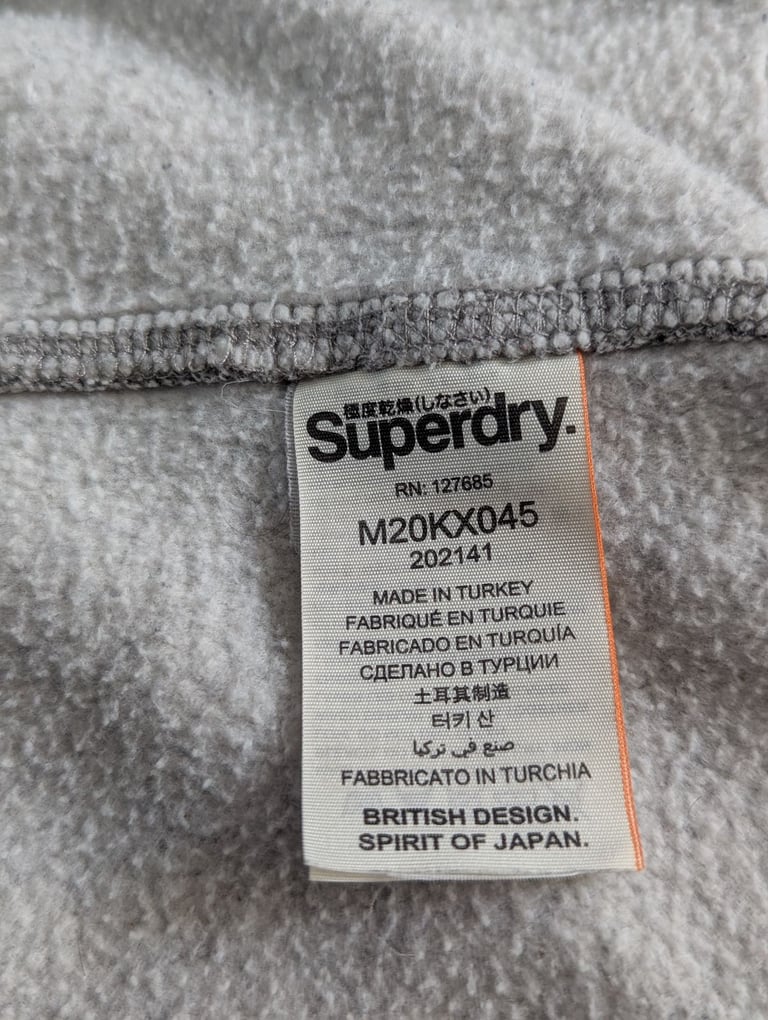 極度乾燥(しなさい)
Superdry.
RN: 127685
M20KX045
202141
MADE IN TURKEY
FABRIQUÉ EN TURQUIE
FABRICADO EN TURQUÍA
СДЕЛАНО В ТУРЦИИ
土耳其制造
터키 산
صنع في تركيا
FABBRICATO IN TURCHIA
BRITISH DESIGN.
SPIRIT OF JAPAN.